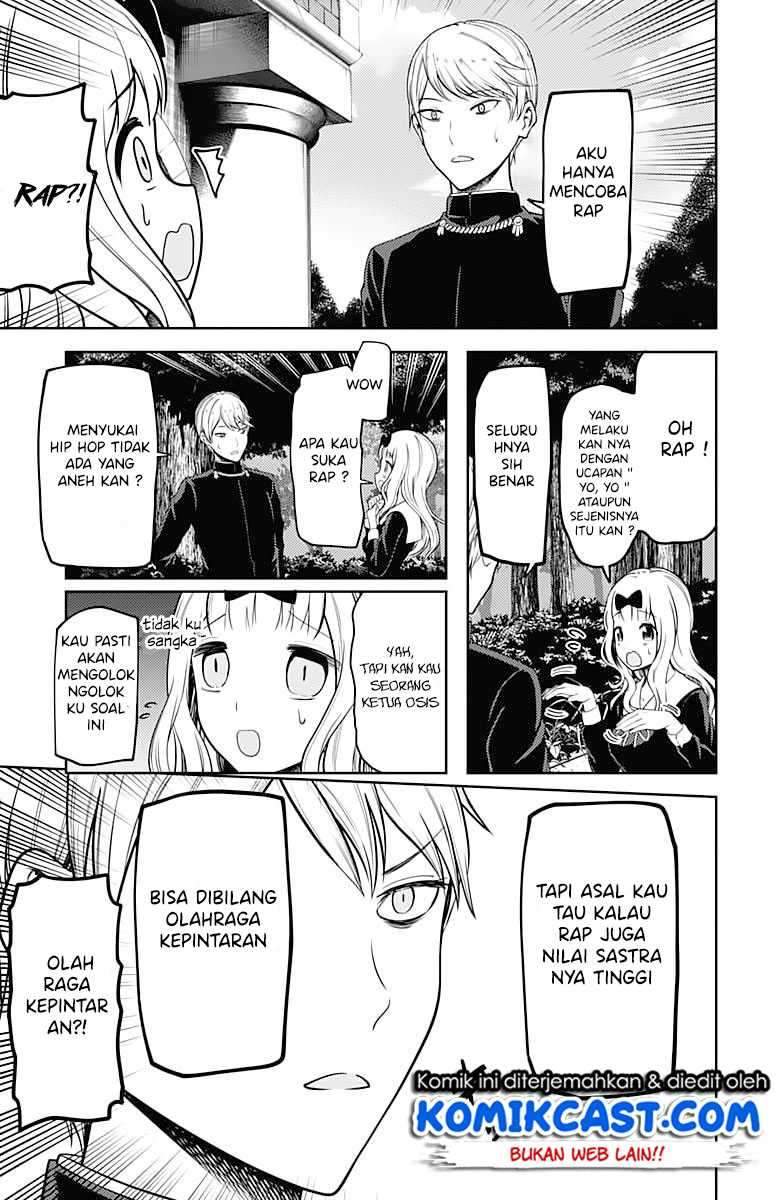 AKU
HANYA
MENCOBA
RAP
RAP?!
OH
RAP !
YANG
MELAKU
KAN NYA
DENGAN
UCAPAN "
YO, YO "
ATAUPUN
SEJENISNYA
ITU KAN ?
SELURU
HNYA
SIH
BENAR
WOW
APA KAU
SUKA
RAP ?
MENYUKAI
HIP HOP TIDAK
ADA YANG
ANEH KAN ?
YAH,
TAPI KAN KAU
SEORANG
KETUA OSIS
tidak ku
sangka
KAU PASTI
AKAN
MENGOLOK
NGOLOK
KU SOAL
INI
TAPI ASAL KAU
TAU KALAU
RAP JUGA
NILAI SASTRA
NYA TINGGI
BISA DIBILANG
OLAHRAGA
KEPINTARAN
OLAH
RAGA
KEPINTAR
AN?!
Komik ini diterjemahkan & diedit oleh
KOMIKCAST.COM
BUKAN WEB LAIN!!